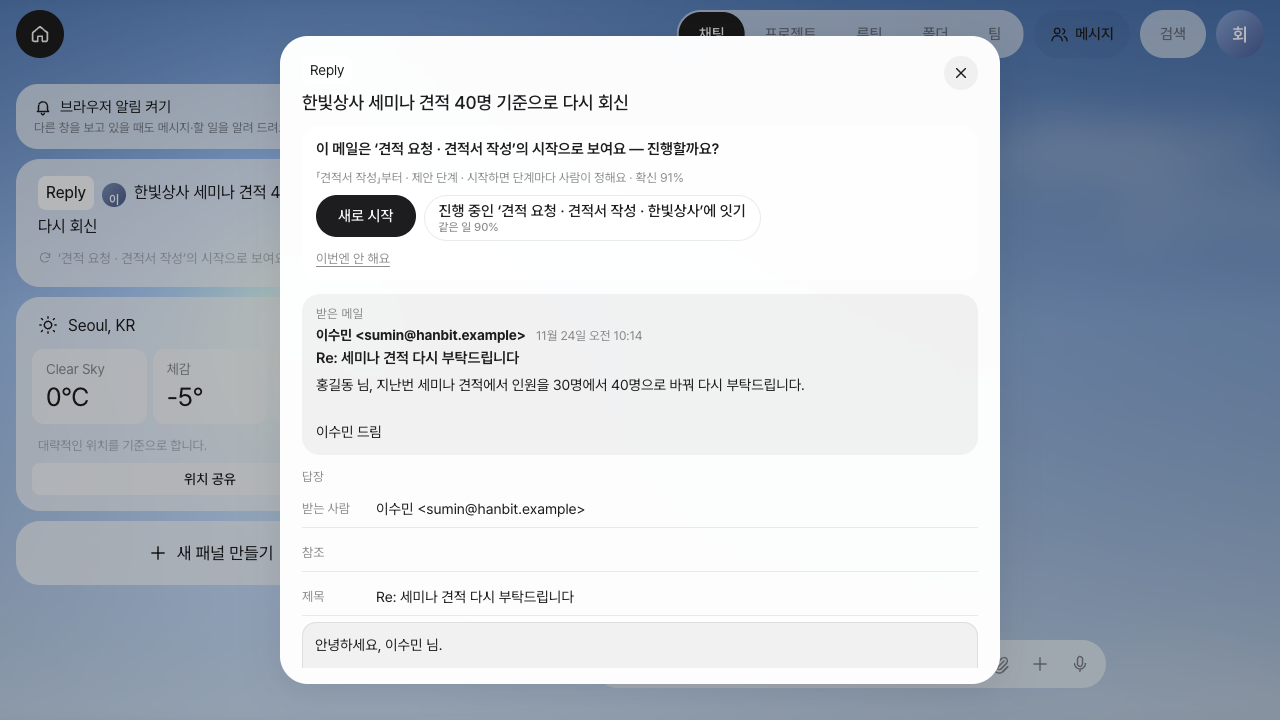 채팅
프로젝트
루틴
폴더
팀
메시지
검색
회
브라우저 알림 켜기
다른 창을 보고 있을 때도 메시지·할 일을 알려 드려
Reply 이 한빛상사 세미나 견적 4
다시 회신
‘견적 요청 · 견적서 작성’의 시작으로 보여
Seoul, KR
Clear Sky
0°C
체감
-5°
대략적인 위치를 기준으로 합니다.
위치 공유
새 패널 만들기
Reply
한빛상사 세미나 견적 40명 기준으로 다시 회신
이 메일은 ‘견적 요청 · 견적서 작성’의 시작으로 보여요 — 진행할까요?
「견적서 작성」부터 · 제안 단계 · 시작하면 단계마다 사람이 정해요 · 확신 91%
새로 시작
진행 중인 ‘견적 요청 · 견적서 작성 · 한빛상사’에 잇기
같은 일 90%
이번엔 안 해요
받은 메일
이수민 <sumin@hanbit.example> 11월 24일 오전 10:14
Re: 세미나 견적 다시 부탁드립니다
홍길동 님, 지난번 세미나 견적에서 인원을 30명에서 40명으로 바꿔 다시 부탁드립니다.
이수민 드림
답장
받는 사람 이수민 <sumin@hanbit.example>
참조
제목 Re: 세미나 견적 다시 부탁드립니다
안녕하세요, 이수민 님.